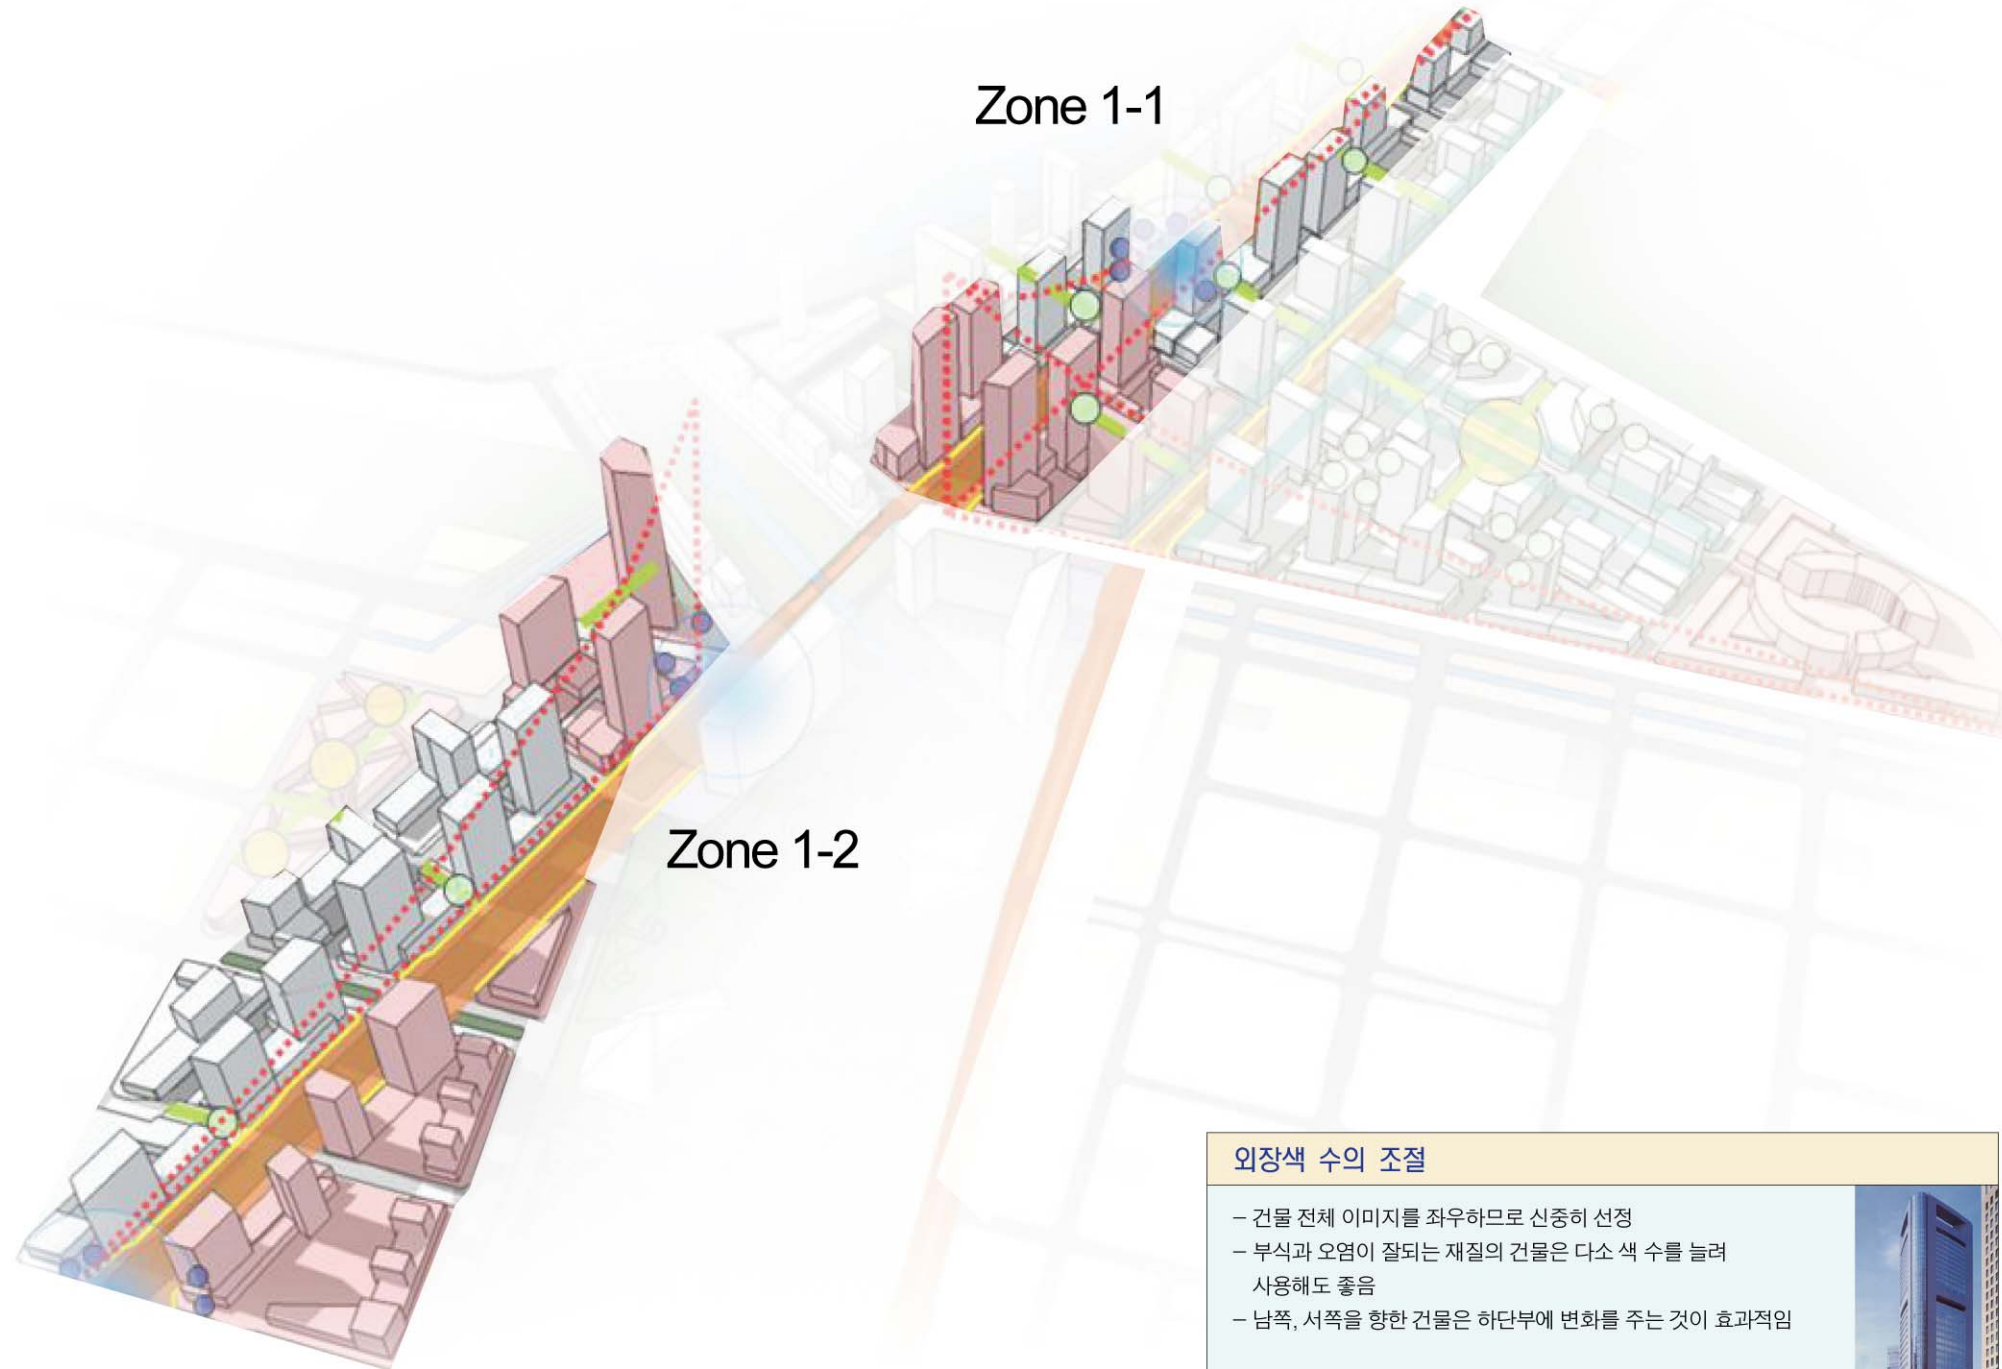 Zone 1-1
Zone 1-2
외장색 수의 조절
– 건물 전체 이미지를 좌우하므로 신중히 선정
– 부식과 오염이 잘되는 재질의 건물은 다소 색 수를 늘려
사용해도 좋음
– 남쪽, 서쪽을 향한 건물은 하단부에 변화를 주는 것이 효과적임